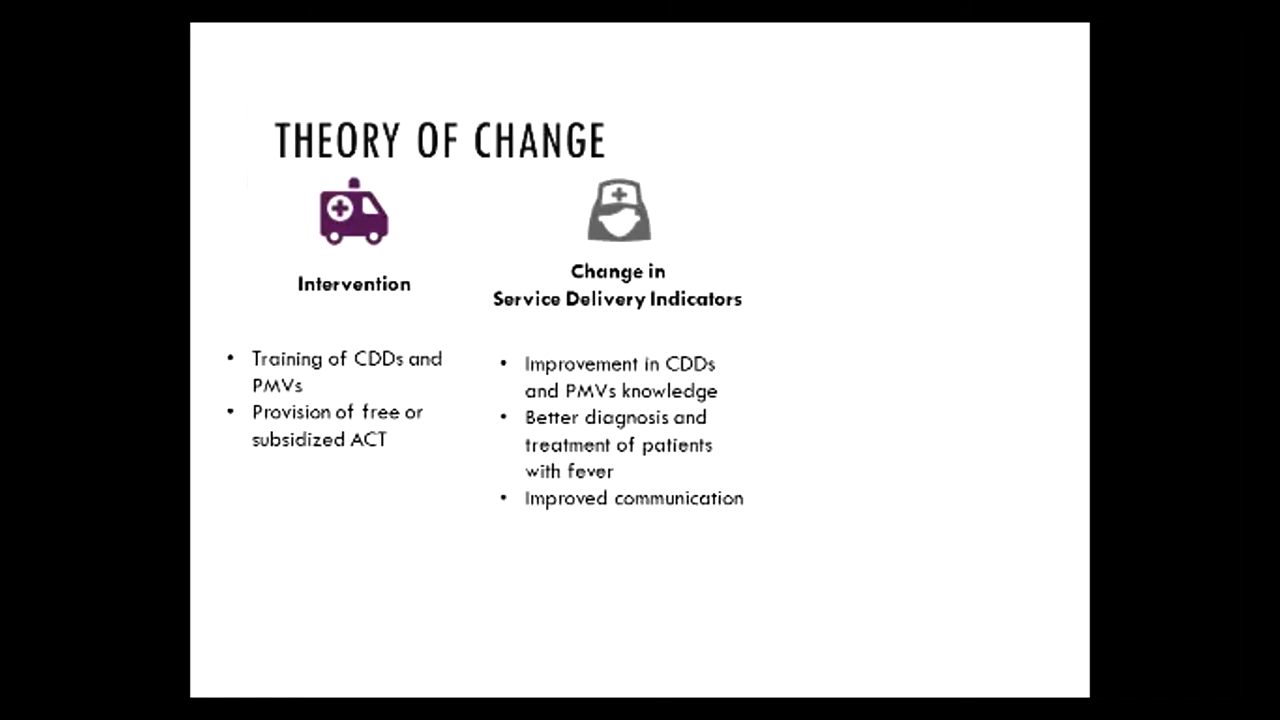 THEORY OF CHANGE
Intervention
• Training of CDDs and
PMVs
• Provision of free or
subsidized ACT
Change in
Service Delivery Indicators
• Improvement in CDDs
and PMVs knowledge
• Better diagnosis and
treatment of patients
with fever
• Improved communication